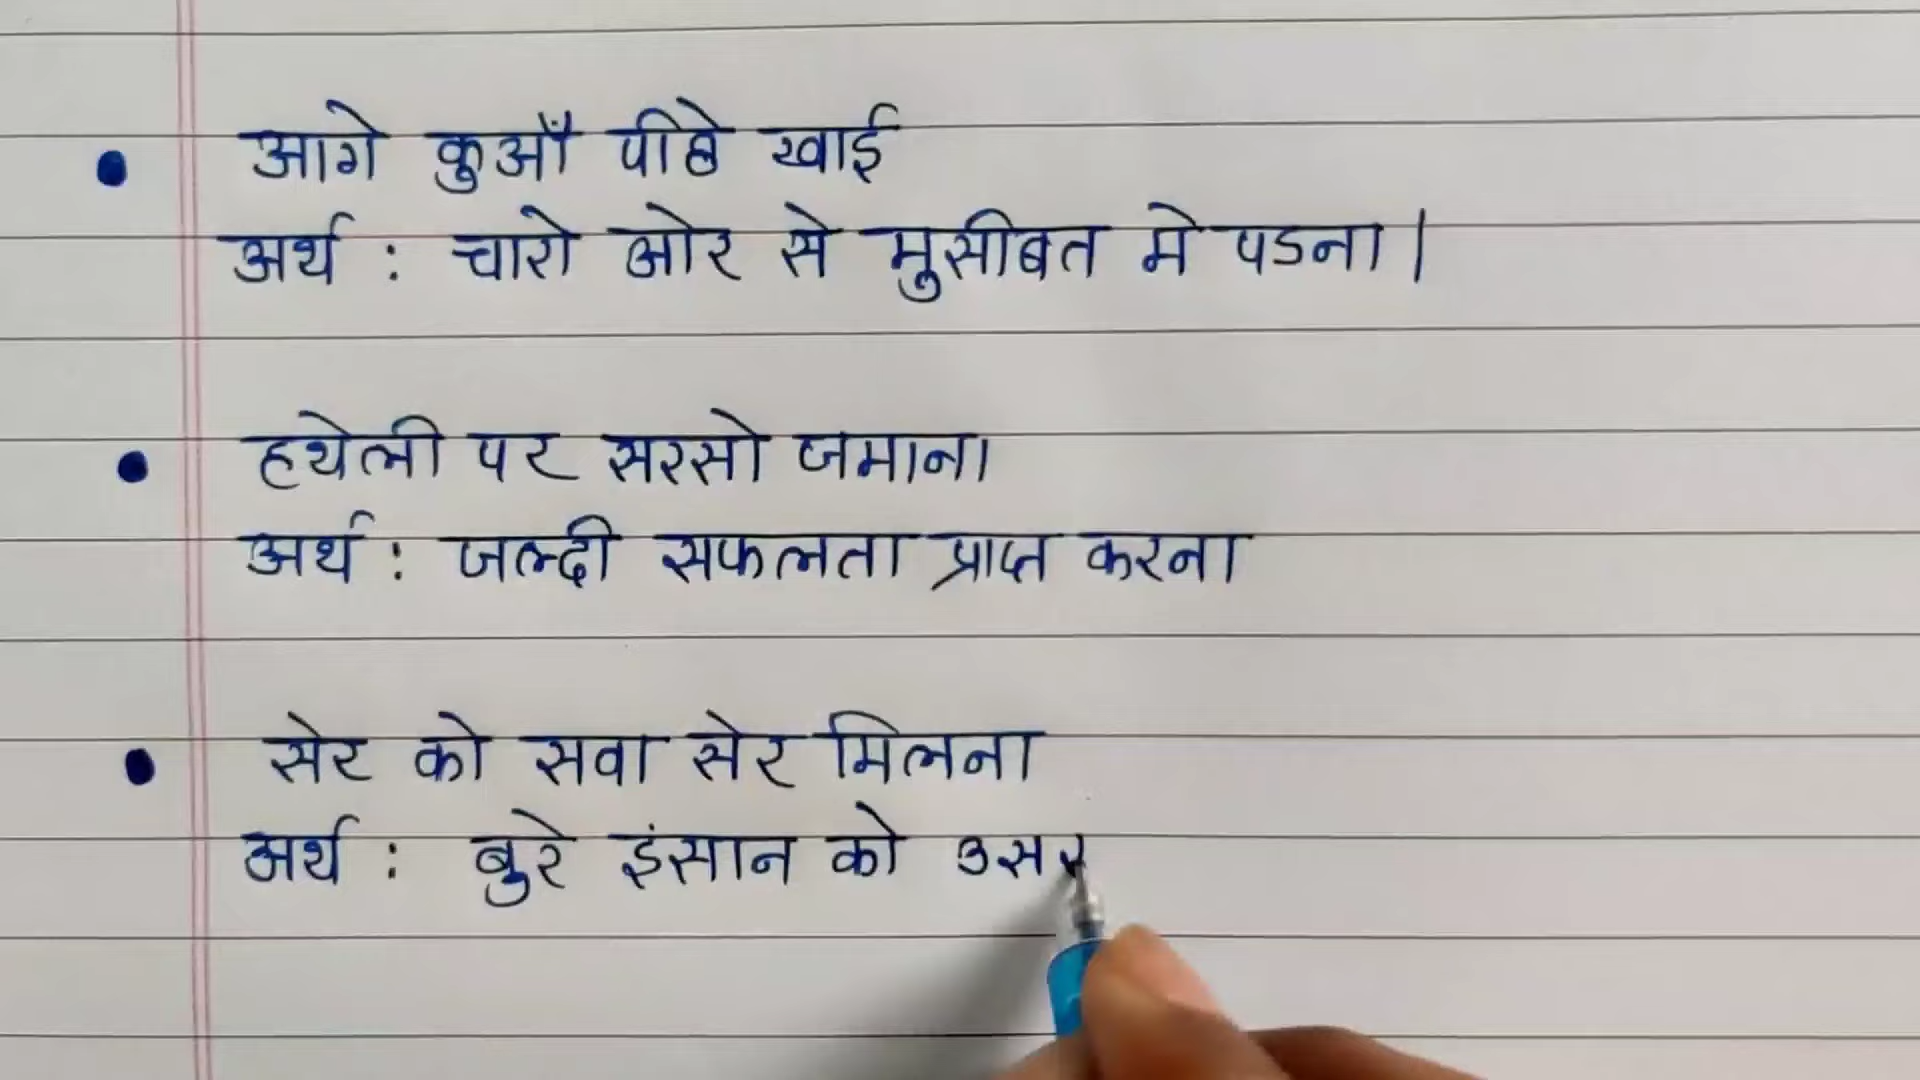 आगे कुआँ पीछे खाई
अर्थ : चारो ओर से मुसीबत मे पडना।
हथेली पर सरसो जमाना
अर्थ : जल्दी सफलता प्राप्त करना
सेर को सवा सेर मिलना
अर्थ : बुरे इंसान को